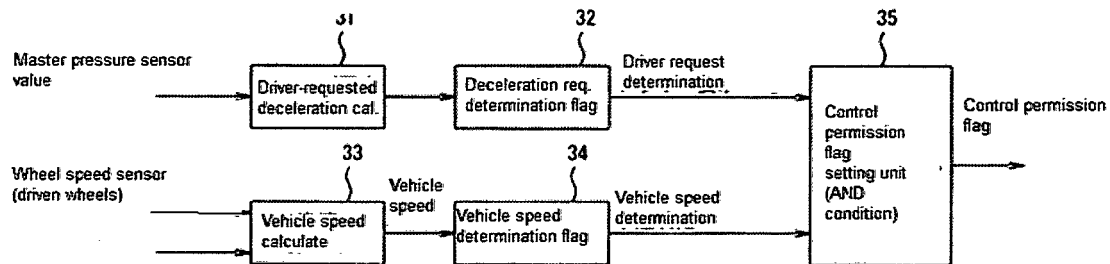 31
32
35
Master pressure sensor
value
Driver-requested
deceleration cal.
Deceleration req.
determination flag
Driver request
determination
Control
permission
flag
setting unit
(AND
condition)
Control permission
flag
33
34
Wheel speed sensor
(driven wheels)
Vehicle speed
calculate
Vehicle
speed
Vehicle speed
determination flag
Vehicle speed
determination